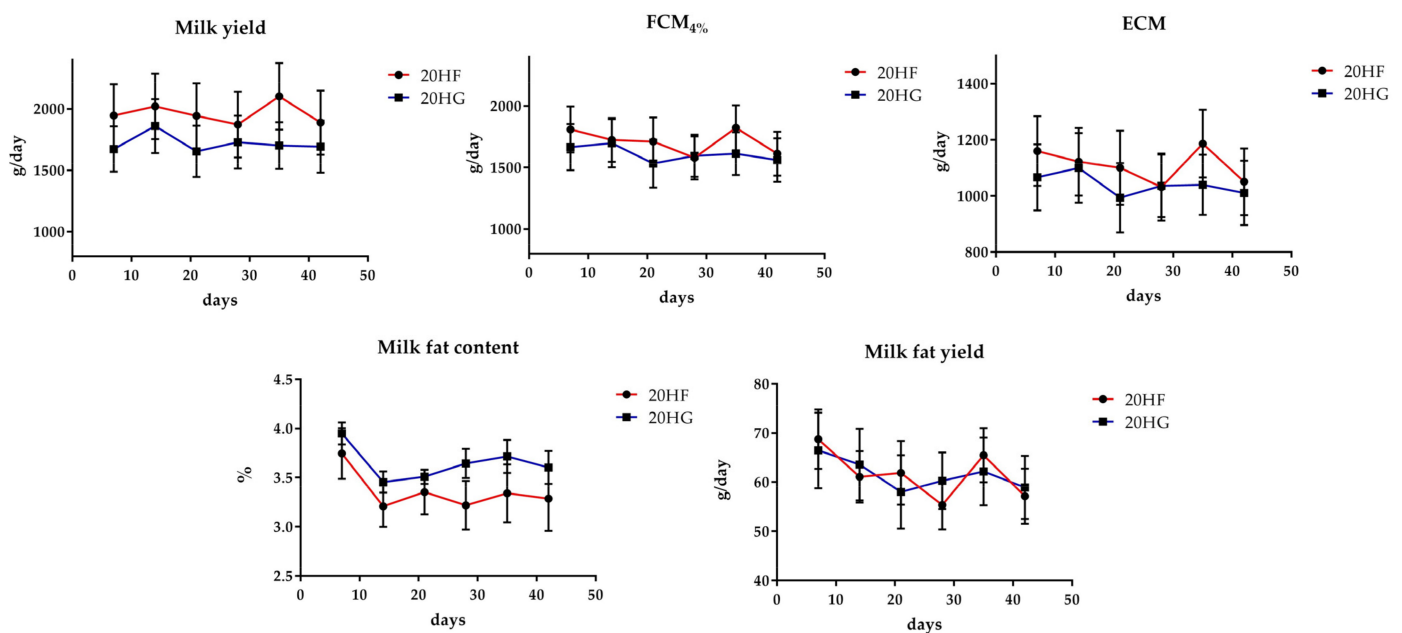 Milk yield
g/day
2000
1500
1000
0 10 20 30 40 50
days
20HF
20HG
FCM4%
g/day
2000
1500
1000
0 10 20 30 40 50
days
20HF
20HG
ECM
g/day
1400
1200
1000
800
0 10 20 30 40 50
days
20HF
20HG
Milk fat content
%
4.5
4.0
3.5
3.0
2.5
0 10 20 30 40 50
days
20HF
20HG
Milk fat yield
g/day
80
70
60
50
40
0 10 20 30 40 50
days
20HF
20HG